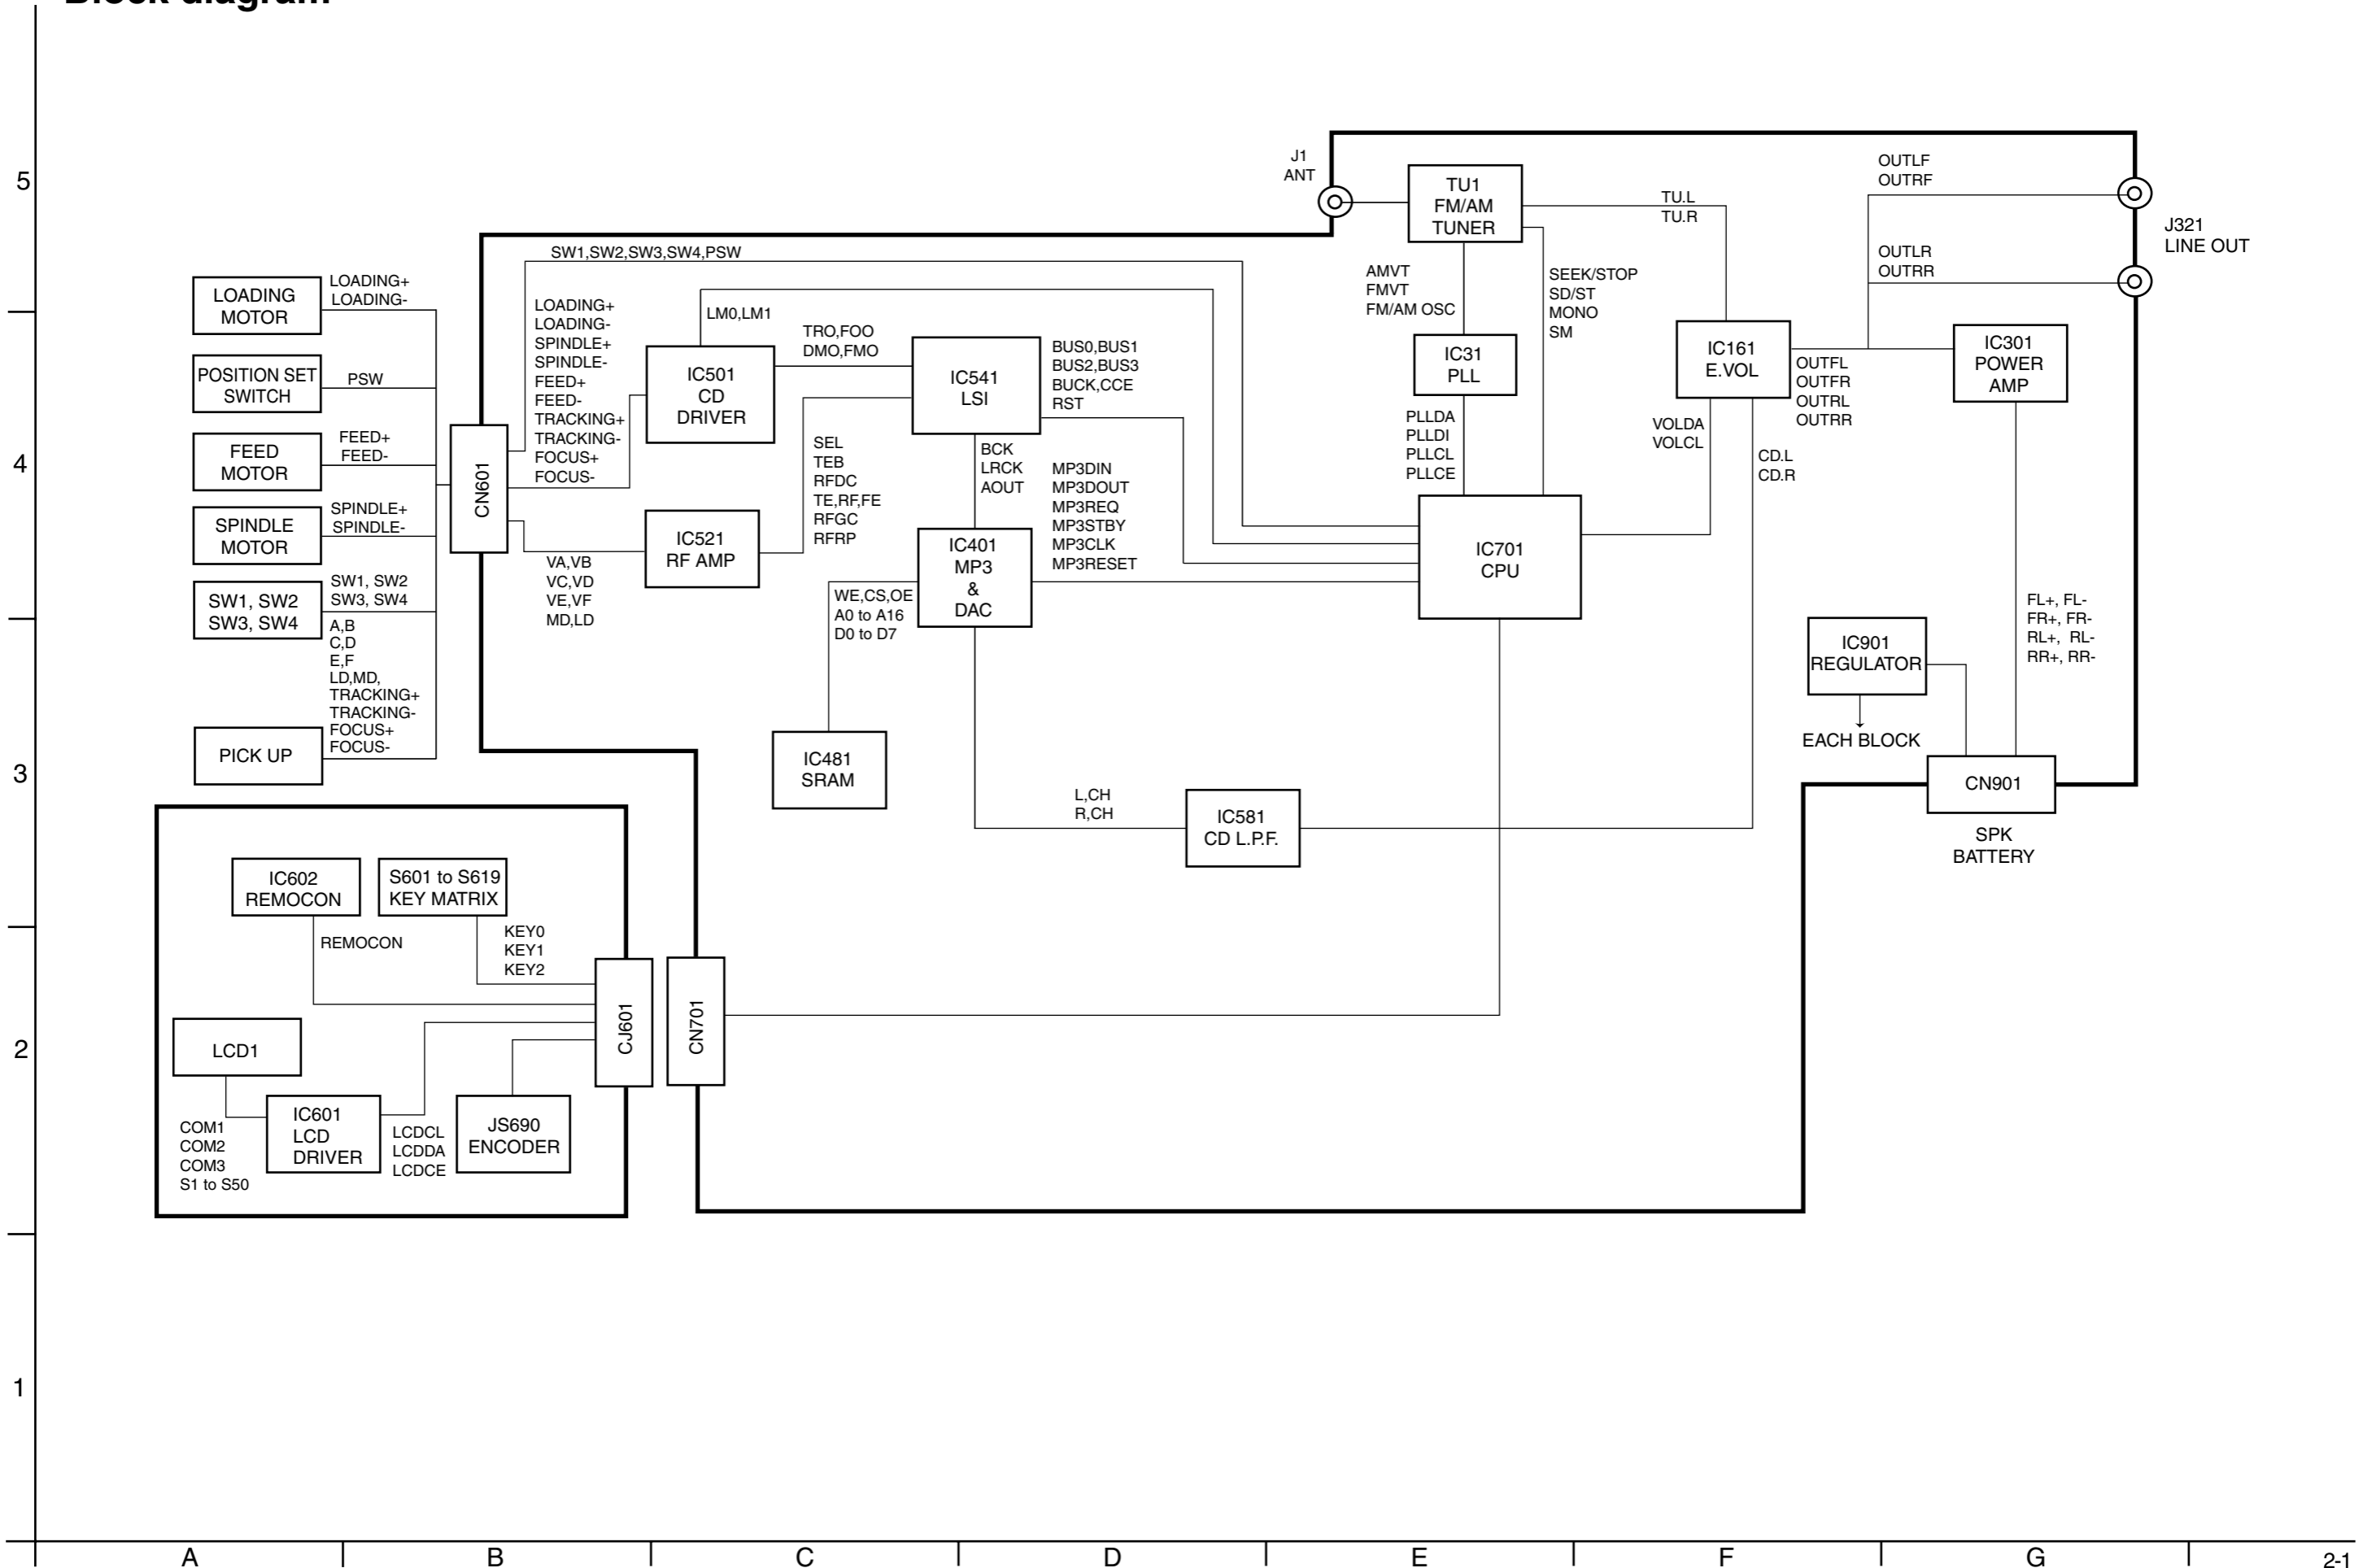 Block diagram
5
4
3
2
1
J1
ANT
TU1
FM/AM
TUNER
TU.L
TU.R
OUTLF
OUTRF
OUTLR
OUTRR
J321
LINE OUT
SW1,SW2,SW3,SW4,PSW
AMVT
FMVT
FM/AM OSC
SEEK/STOP
SD/ST
MONO
SM
LOADING
MOTOR
LOADING+
LOADING-
POSITION SET
SWITCH
PSW
FEED
MOTOR
FEED+
FEED-
SPINDLE
MOTOR
SPINDLE+
SPINDLE-
SW1, SW2
SW3, SW4
SW1, SW2
SW3, SW4
A,B
C,D
E,F
LD,MD,
TRACKING+
TRACKING-
FOCUS+
FOCUS-
PICK UP
CN601
LOADING+
LOADING-
SPINDLE+
SPINDLE-
FEED+
FEED-
TRACKING+
TRACKING-
FOCUS+
FOCUS-
LM0,LM1
IC501
CD
DRIVER
TRO,FOO
DMO,FMO
IC541
LSI
BUS0,BUS1
BUS2,BUS3
BUCK,CCE
RST
IC31
PLL
PLLDA
PLLDI
PLLCL
PLLCE
IC161
E.VOL
OUTFL
OUTFR
OUTRL
OUTRR
IC301
POWER
AMP
VOLDA
VOLCL
CD.L
CD.R
SEL
TEB
RFDC
TE,RF,FE
RFGC
RFRP
BCK
LRCK
AOUT
MP3DIN
MP3DOUT
MP3REQ
MP3STBY
MP3CLK
MP3RESET
IC521
RF AMP
VA,VB
VC,VD
VE,VF
MD,LD
IC401
MP3
&
DAC
WE,CS,OE
A0 to A16
D0 to D7
IC701
CPU
FL+, FL-
FR+, FR-
RL+, RL-
RR+, RR-
IC901
REGULATOR
EACH BLOCK
CN901
SPK
BATTERY
IC481
SRAM
L,CH
R,CH
IC581
CD L.P.F.
IC602
REMOCON
S601 to S619
KEY MATRIX
REMOCON
KEY0
KEY1
KEY2
CJ601
CN701
LCD1
COM1
COM2
COM3
S1 to S50
IC601
LCD
DRIVER
LCDCL
LCDDA
LCDCE
JS690
ENCODER
A
B
C
D
E
F
G
2-1